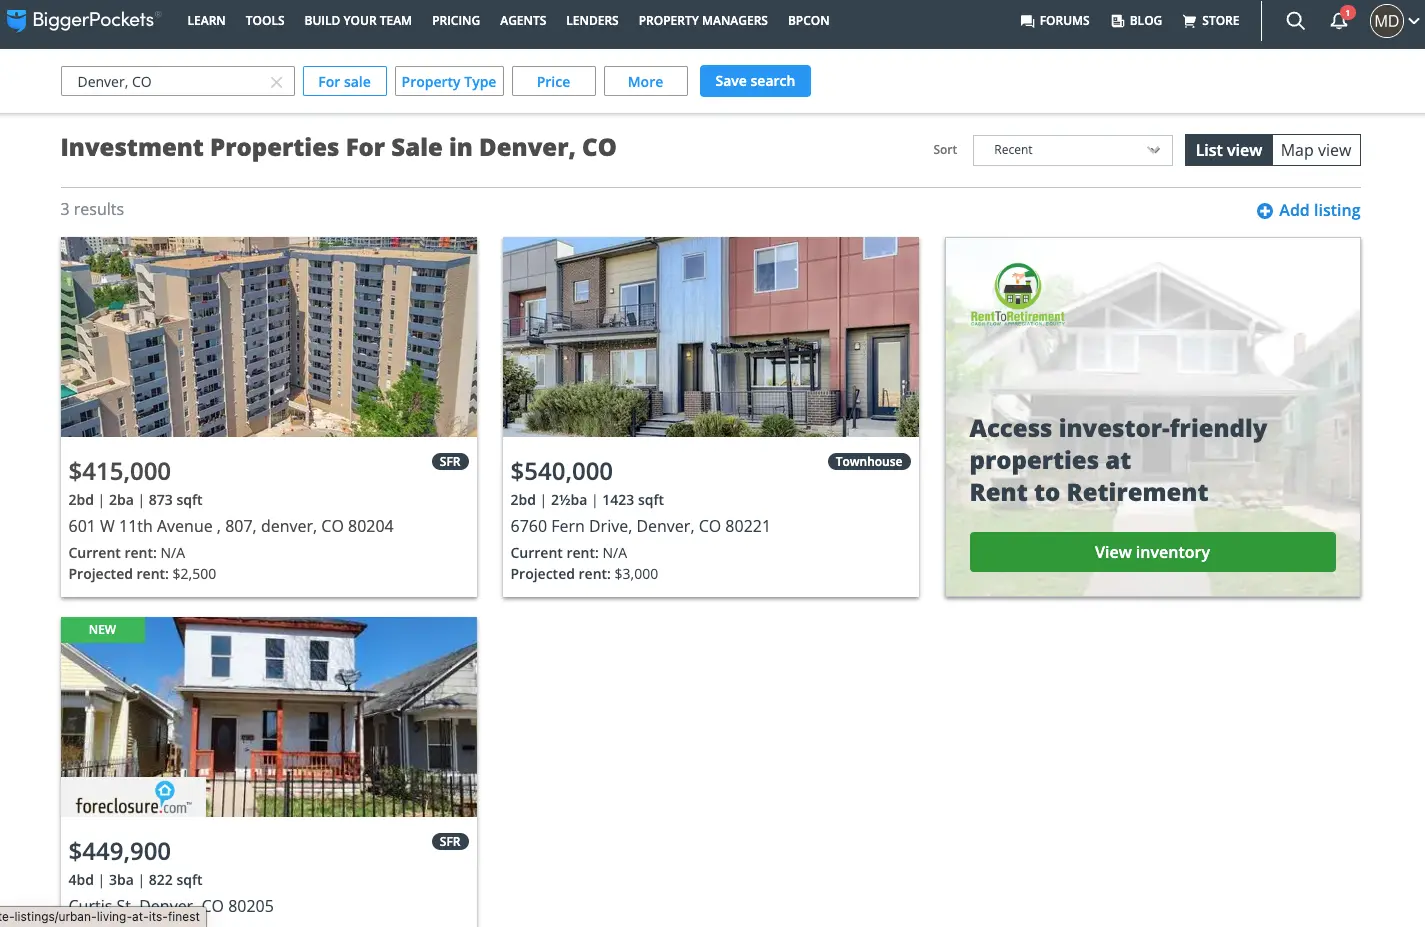 BiggerPockets®
LEARN
TOOLS
BUILD YOUR TEAM
PRICING
AGENTS
LENDERS
PROPERTY MANAGERS
BPCON
FORUMS
BLOG
STORE
1
MD
Denver, CO
For sale
Property Type
Price
More
Save search
Investment Properties For Sale in Denver, CO
Sort
Recent
List view
Map view
3 results
Add listing
SFR
$415,000
2bd | 2ba | 873 sqft
601 W 11th Avenue , 807, denver, CO 80204
Current rent: N/A
Projected rent: $2,500
Townhouse
$540,000
2bd | 2½ba | 1423 sqft
6760 Fern Drive, Denver, CO 80221
Current rent: N/A
Projected rent: $3,000
RentToRetirement
CASH FLOW. APPRECIATION. EQUITY
Access investor-friendly
properties at
Rent to Retirement
View inventory
NEW
foreclosure.com™
SFR
$449,900
4bd | 3ba | 822 sqft
Curtis St, Denver, CO 80205
te-listings/urban-living-at-its-finest